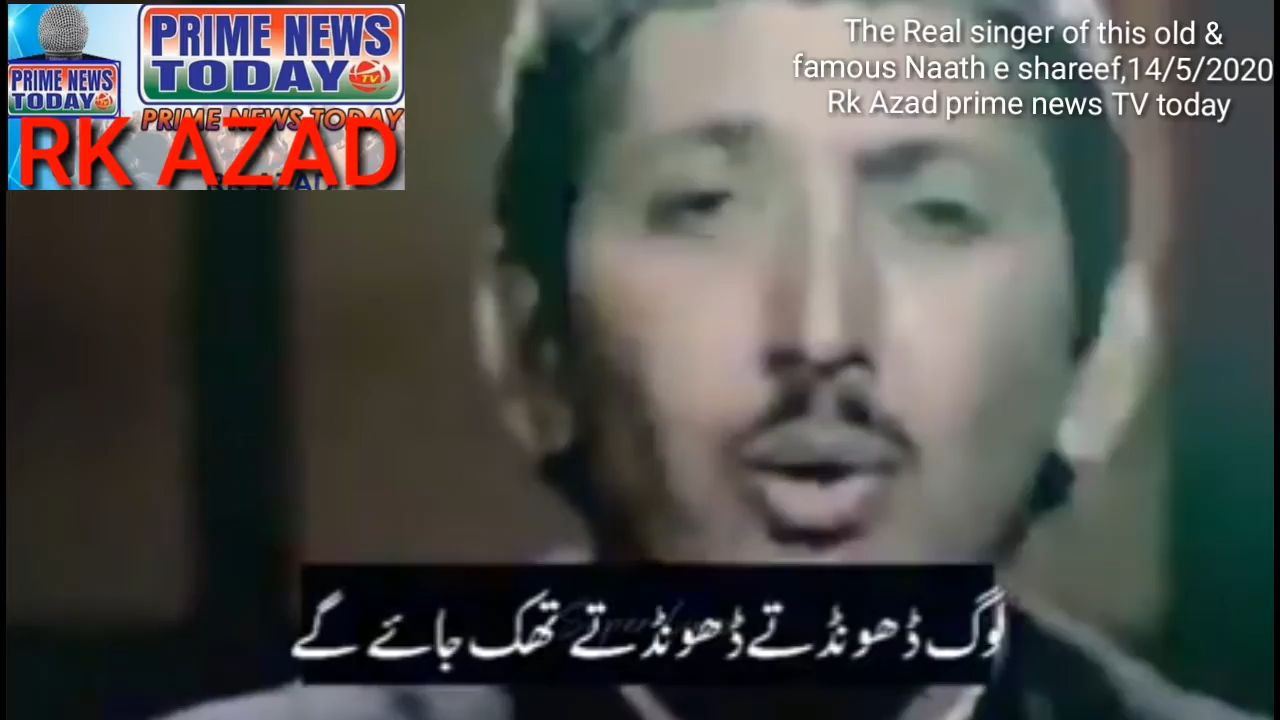 PRIME NEWS
TODAY TV
PRIME NEWS
TODAY
PRIME NEWS TODAY
RK AZAD
The Real singer of this old &
famous Naath e shareef,14/5/2020
Rk Azad prime news TV today
لوگ ڈھونڈتے ڈھونڈتے تھک جائے گے